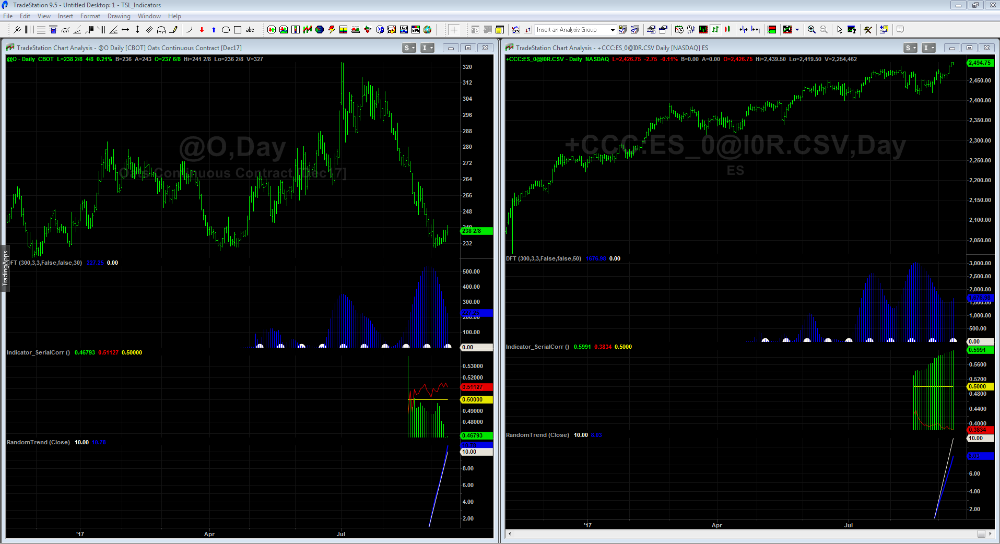 TradeStation 9.5 - Untitled Desktop: 1 - TSL_Indicators
File Edit View Insert Format Drawing Window Help
abc
EPS
Insert an Analysis Group
TradeStation Chart Analysis - @O Daily [CBOT] Oats Continuous Contract [Dec17]
S I
@O - Daily CBOT L=238 2/8 4/8 0.21% B=236 A=243 O=237 6/8 Hi=241 2/8 Lo=236 2/8 V=327
@O,Day
Oats Continuous Contract [Dec17]
320
312
304
296
288
280
272
264
256
248
240
238 2/8
232
TradingApps
DFT (300,3,3,False,false,30) 227.25 0.00
500.00
400.00
300.00
227.25
200.00
100.00
0.00
Indicator_SerialCorr () 0.46793 0.51127 0.50000
0.53000
0.52000
0.51127
0.50000
0.49000
0.48000
0.46793
RandomTrend (Close) 10.00 10.78
10.78
10.00
8.00
6.00
4.00
2.00
'17 Apr Jul
TradeStation Chart Analysis - +CCC:ES_0@I0R.CSV Daily [NASDAQ] ES
S I
+CCC:ES_0@I0R.CSV - Daily NASDAQ L=2,426.75 -2.75 -0.11% B=0.00 A=0.00 O=2,426.75 Hi=2,439.50 Lo=2,419.50 V=2,254,462
+CCC:ES_0@I0R.CSV,Day
ES
2,494.75
2,450.00
2,400.00
2,350.00
2,300.00
2,250.00
2,200.00
2,150.00
2,100.00
2,050.00
DFT (300,3,3,False,false,50) 1676.98 0.00
3,000.00
2,500.00
2,000.00
1,676.98
1,500.00
1,000.00
500.00
0.00
Indicator_SerialCorr () 0.5991 0.3834 0.5000
0.5991
0.5600
0.5200
0.5000
0.4800
0.4400
0.4000
0.3834
RandomTrend (Close) 10.00 8.03
10.00
8.03
6.00
4.00
2.00
'17 Apr Jul